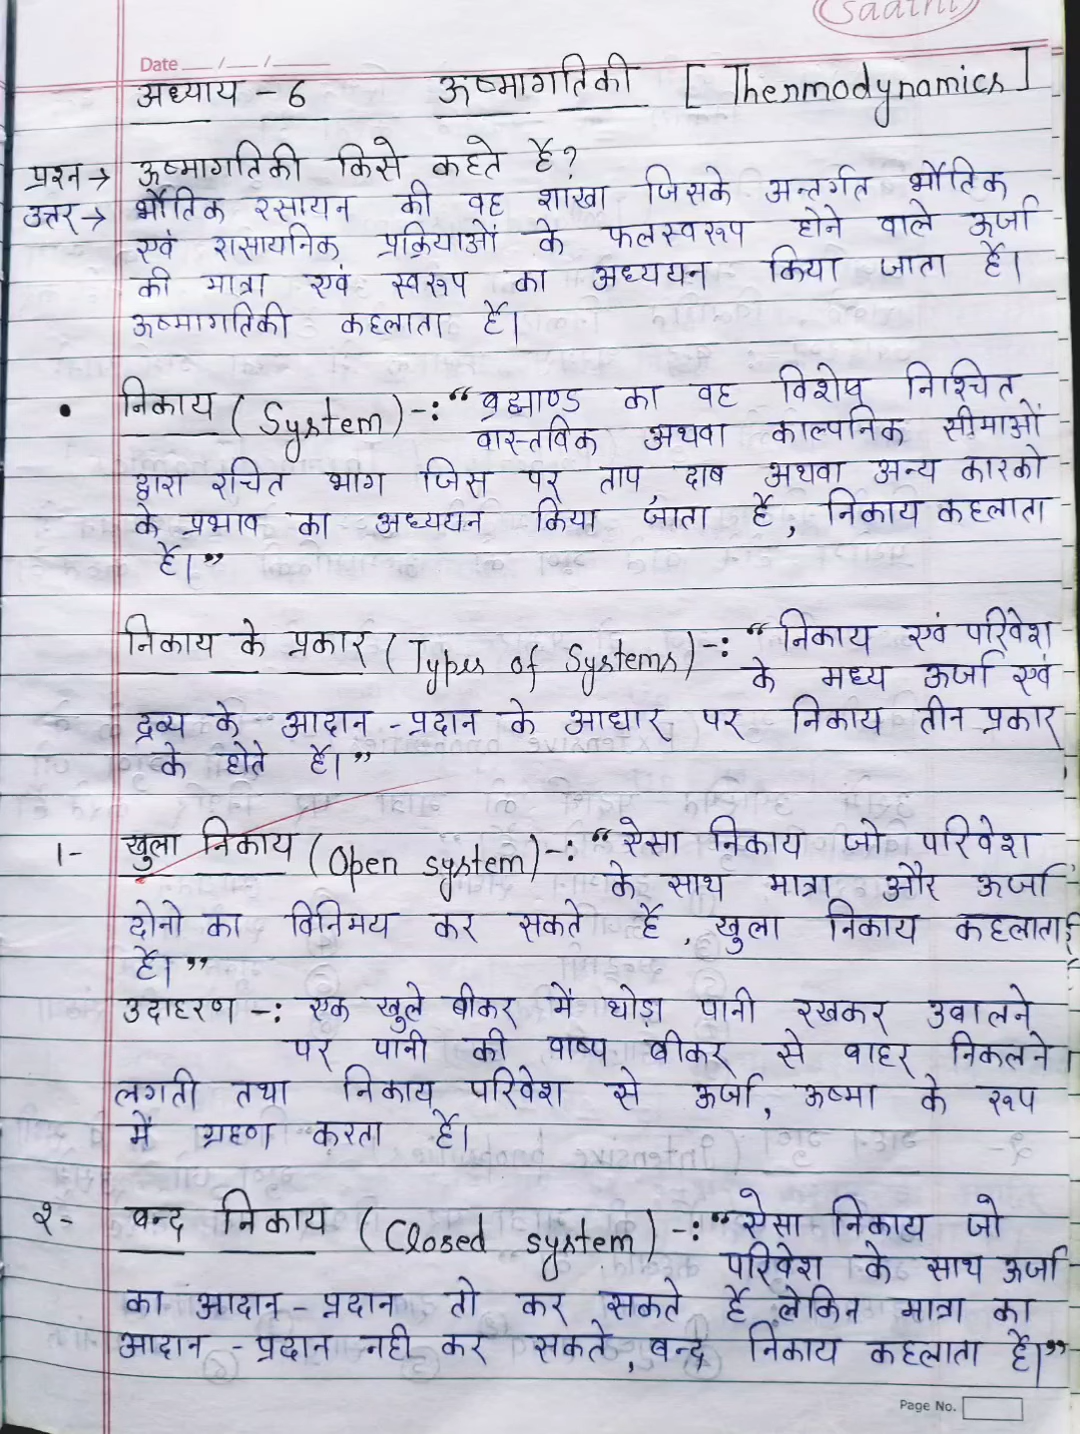 Saathi
Date __/__/__
अध्याय - 6 ऊष्मागतिकी [ Thermodynamics ]
प्रश्न → ऊष्मागतिकी किसे कहते हैं?
उत्तर → भौतिक रसायन की वह शाखा जिसके अन्तर्गत भौतिक
एवं रासायनिक प्रक्रियाओं के फलस्वरूप होने वाले ऊर्जा
की मात्रा एवं स्वरूप का अध्ययन किया जाता है।
ऊष्मागतिकी कहलाता है।
• निकाय ( System ) -: “ ब्रह्माण्ड का वह विशेष निश्चित
वास्तविक अथवा काल्पनिक सीमाओं
द्वारा रचित भाग जिस पर ताप, दाब अथवा अन्य कारको
के प्रभाव का अध्ययन किया जाता है, निकाय कहलाता
है। ”
निकाय के प्रकार ( Types of Systems ) -: “ निकाय एवं परिवेश
के मध्य ऊर्जा एवं
द्रव्य के आदान - प्रदान के आधार पर निकाय तीन प्रकार
के होते हैं। ”
1- खुला निकाय ( Open system ) -: “ ऐसा निकाय जो परिवेश
के साथ मात्रा और ऊर्जा
दोनो का विनिमय कर सकते हैं, खुला निकाय कहलाता
है। ”
उदाहरण -: एक खुले बीकर में थोड़ा पानी रखकर उबालने
पर पानी की वाष्प बीकर से बाहर निकलने
लगती तथा निकाय परिवेश से ऊर्जा, ऊष्मा के रूप
में ग्रहण करता है।
२- बन्द निकाय ( Closed system ) -: “ ऐसा निकाय जो
परिवेश के साथ ऊर्जा
का आदान - प्रदान तो कर सकते हैं लेकिन मात्रा का
आदान - प्रदान नही कर सकते, बन्द निकाय कहलाता है। ”
Page No.